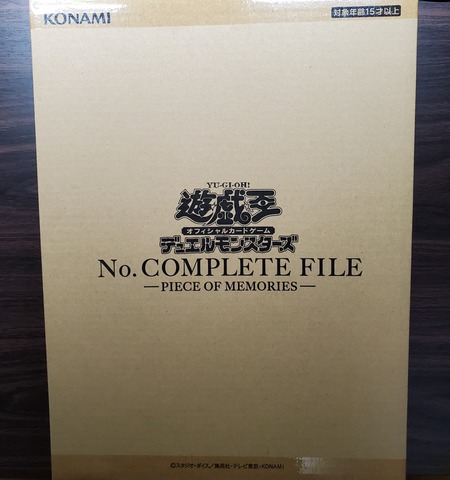 KONAMI
対象年齢15才以上
YU-GI-OH!
遊戯王
オフィシャルカードゲーム
デュエルモンスターズ
No. COMPLETE FILE
—PIECE OF MEMORIES—
©スタジオ・ダイス/集英社・テレビ東京・KONAMI